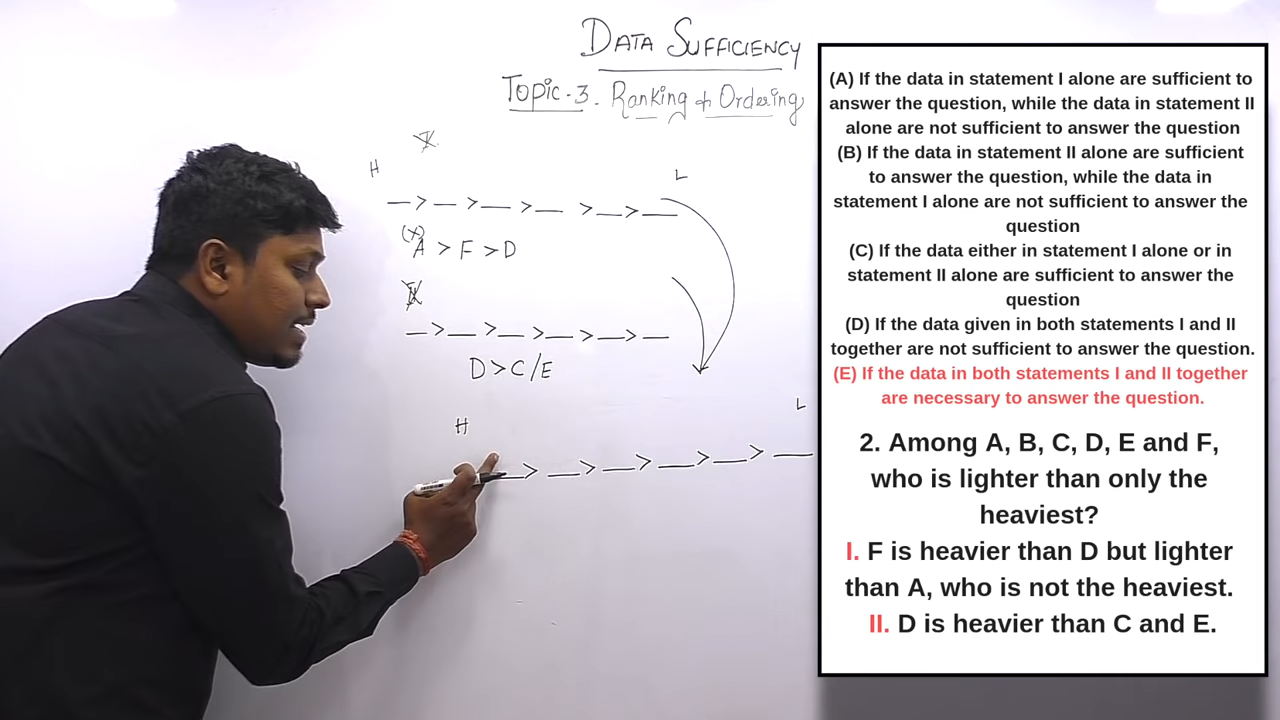 DATA SUFFICIENCY
Topic-3. Ranking & Ordering
I
H L
_ > _ > _ > _ > _ > _
(X)
A > F > D
II
_ > _ > _ > _ > _ > _
D > C/E
H L
_ > _ > _ > _ > _ > _
(A) If the data in statement I alone are sufficient to
answer the question, while the data in statement II
alone are not sufficient to answer the question
(B) If the data in statement II alone are sufficient
to answer the question, while the data in
statement I alone are not sufficient to answer the
question
(C) If the data either in statement I alone or in
statement II alone are sufficient to answer the
question
(D) If the data given in both statements I and II
together are not sufficient to answer the question.
(E) If the data in both statements I and II together
are necessary to answer the question.
2. Among A, B, C, D, E and F,
who is lighter than only the
heaviest?
I. F is heavier than D but lighter
than A, who is not the heaviest.
II. D is heavier than C and E.